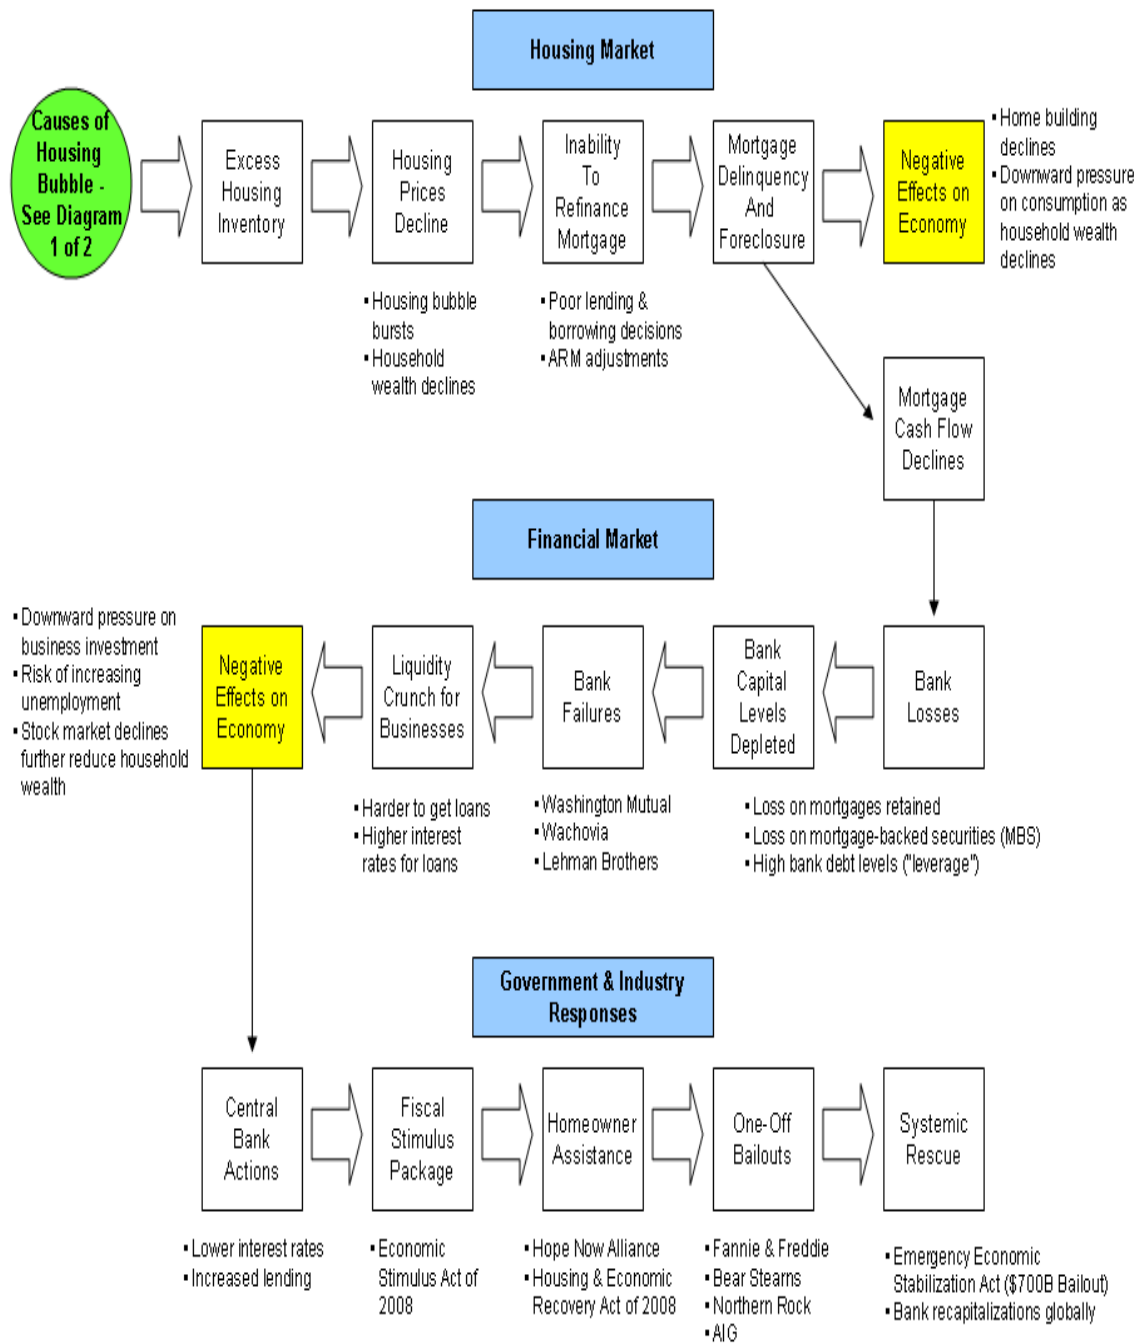 Housing Market
Causes of
Housing
Bubble -
See Diagram
1 of 2
Excess
Housing
Inventory
Housing
Prices
Decline
Inability
To
Refinance
Mortgage
Mortgage
Delinquency
And
Foreclosure
Negative
Effects on
Economy
▪ Home building
declines
▪ Downward pressure
on consumption as
household wealth
declines
▪ Housing bubble
bursts
▪ Household
wealth declines
▪ Poor lending &
borrowing decisions
▪ ARM adjustments
Mortgage
Cash Flow
Declines
Financial Market
▪ Downward pressure on
business investment
▪ Risk of increasing
unemployment
▪ Stock market declines
further reduce household
wealth
Negative
Effects on
Economy
Liquidity
Crunch for
Businesses
Bank
Failures
Bank
Capital
Levels
Depleted
Bank
Losses
▪ Harder to get loans
▪ Higher interest
rates for loans
▪ Washington Mutual
▪ Wachovia
▪ Lehman Brothers
▪ Loss on mortgages retained
▪ Loss on mortgage-backed securities (MBS)
▪ High bank debt levels ("leverage")
Government & Industry
Responses
Central
Bank
Actions
Fiscal
Stimulus
Package
Homeowner
Assistance
One-Off
Bailouts
Systemic
Rescue
▪ Lower interest rates
▪ Increased lending
▪ Economic
Stimulus Act of
2008
▪ Hope Now Alliance
▪ Housing & Economic
Recovery Act of 2008
▪ Fannie & Freddie
▪ Bear Stearns
▪ Northern Rock
▪ AIG
▪ Emergency Economic
Stabilization Act ($700B Bailout)
▪ Bank recapitalizations globally